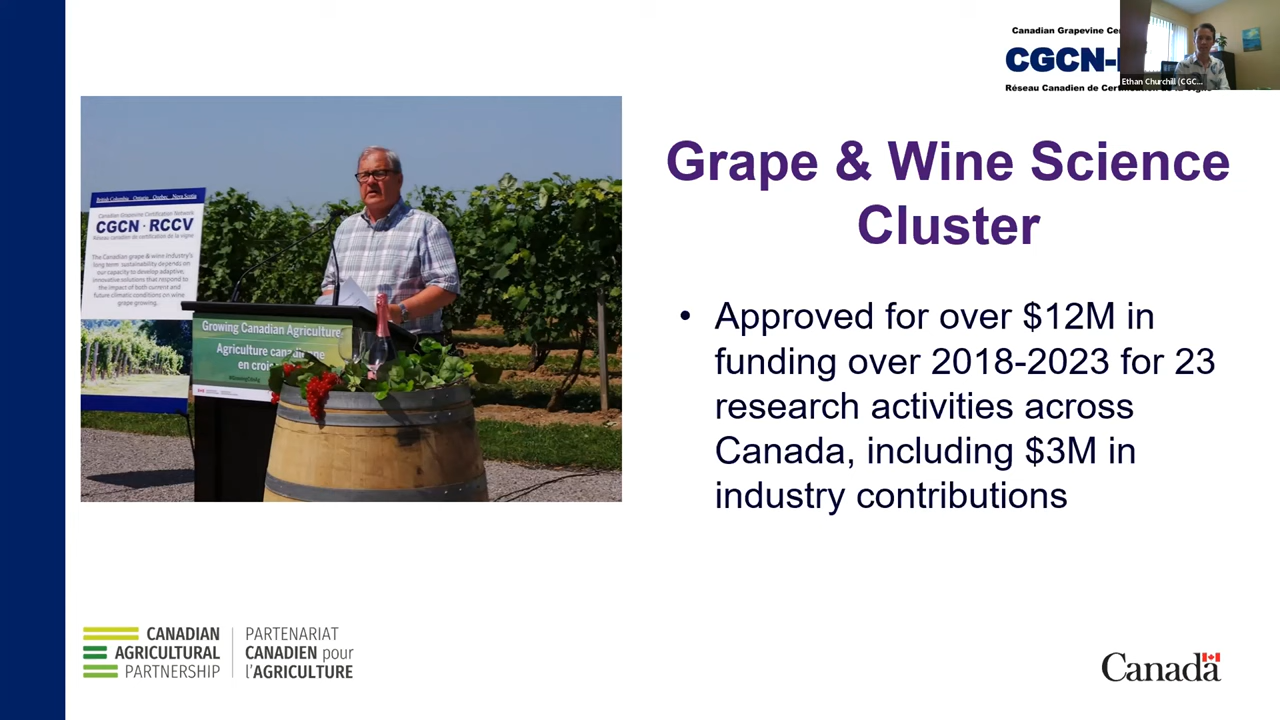 Canadian Grapevine Cer
CGCN-
Réseau Canadien de Certification de la Vigne
Ethan Churchill (CGC...
Grape & Wine Science
Cluster
• Approved for over $12M in
funding over 2018-2023 for 23
research activities across
Canada, including $3M in
industry contributions
British Columbia, Ontario, Quebec, Nova Scotia
Canadian Grapevine Certification Network
CGCN · RCCV
Réseau canadien de certification de la vigne
The Canadian grape & wine industry's
long term sustainability depends on
our capacity to develop adaptive,
innovative solutions that respond to
the impact of both current and
future climatic conditions on wine
grape growing.
Growing Canadian Agriculture
Agriculture canadienne
en croi
CANADIAN
AGRICULTURAL
PARTNERSHIP
PARTENARIAT
CANADIEN pour
l'AGRICULTURE
Canada